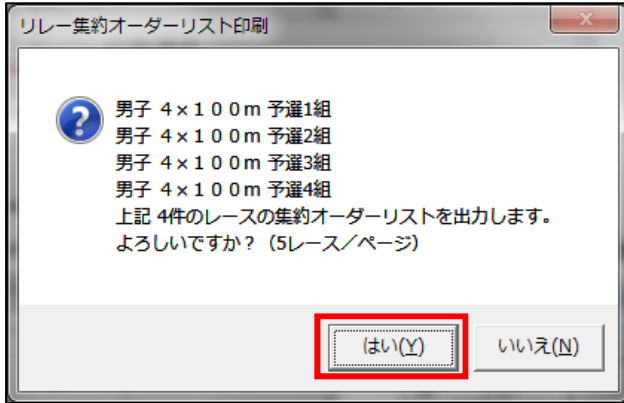 リレー集約オーダーリスト印刷
男子 4×100m 予選1組
男子 4×100m 予選2組
男子 4×100m 予選3組
男子 4×100m 予選4組
上記 4件のレースの集約オーダーリストを出力します。
よろしいですか？（5レース／ページ）
はい(Y)
いいえ(N)